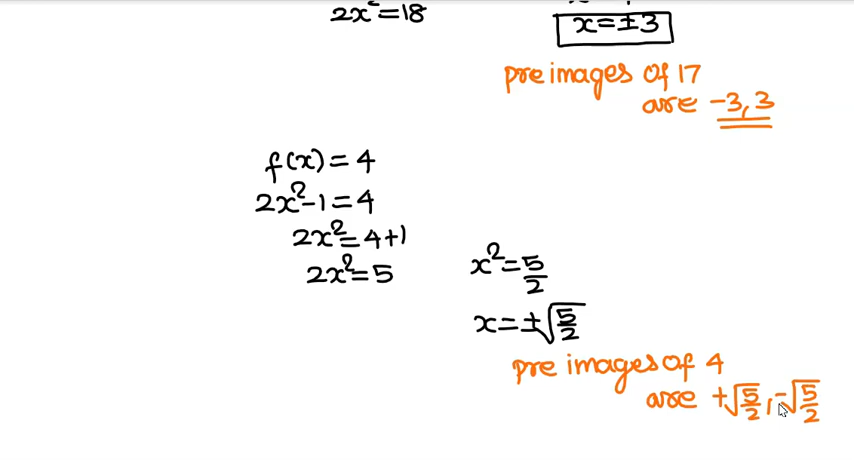 2x²=18
x=±3
pre images of 17
are -3,3
f(x)=4
2x²-1=4
2x²=4+1
2x²=5
x²=5/2
x=±√5/2
pre images of 4
are +√5/2, -√5/2